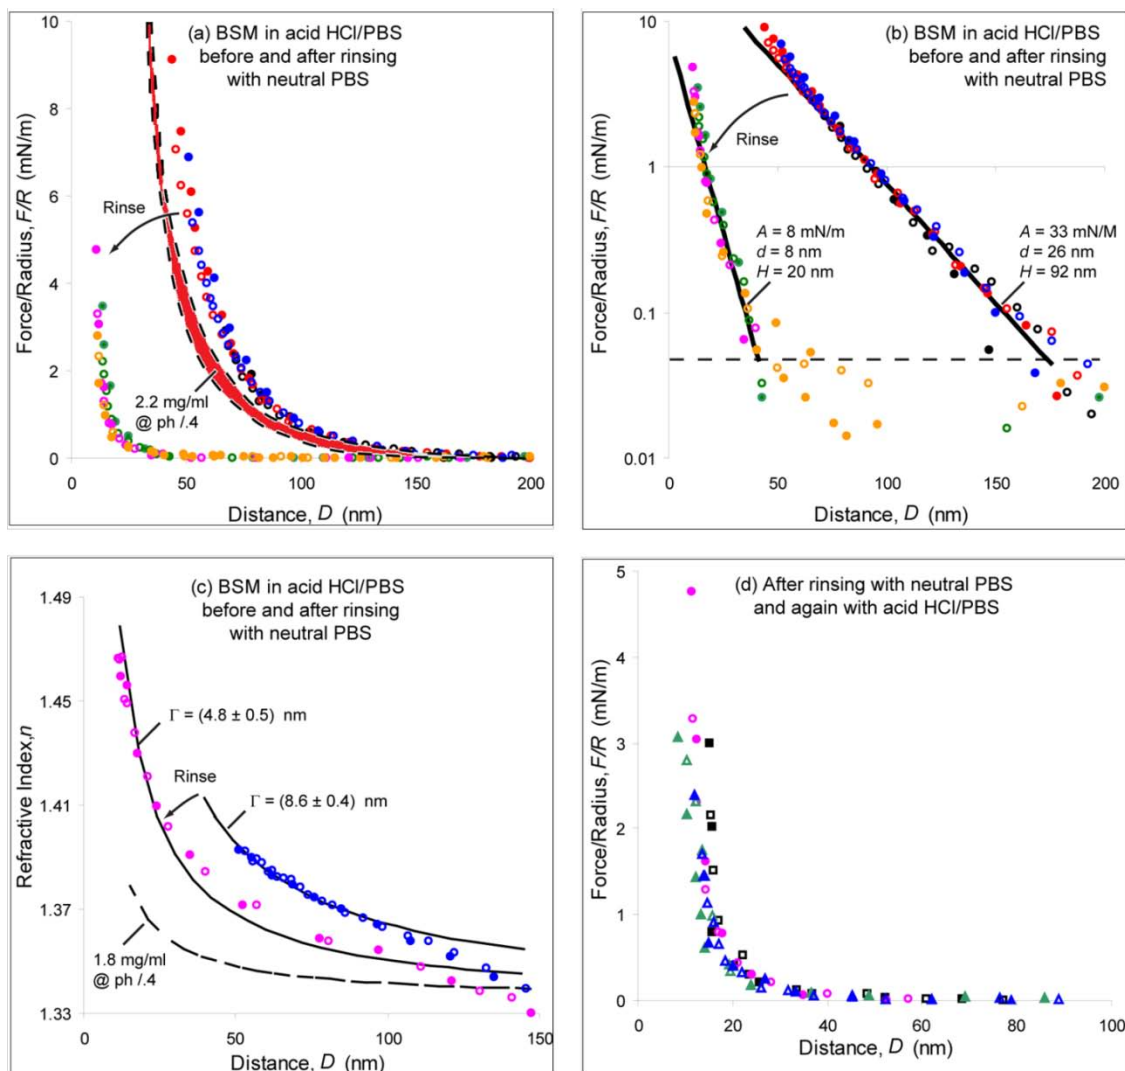 (a) BSM in acid HCl/PBS
before and after rinsing
with neutral PBS
10
8
6
4
2
0
Force/Radius, F/R (mN/m)
Rinse
2.2 mg/ml
@ ph /.4
0
50
100
150
200
Distance, D (nm)
(b) BSM in acid HCl/PBS
before and after rinsing
with neutral PBS
10
1
0.1
0.01
Force/Radius, F/R (mN/m)
Rinse
A = 8 mN/m
d = 8 nm
H = 20 nm
A = 33 mN/M
d = 26 nm
H = 92 nm
0
50
100
150
200
Distance, D (nm)
(c) BSM in acid HCl/PBS
before and after rinsing
with neutral PBS
1.49
1.45
1.41
1.37
1.33
Refractive Index,n
Γ = (4.8 ± 0.5) nm
Rinse
Γ = (8.6 ± 0.4) nm
1.8 mg/ml
@ ph /.4
0
50
100
150
Distance, D (nm)
(d) After rinsing with neutral PBS
and again with acid HCl/PBS
5
4
3
2
1
0
Force/Radius, F/R (mN/m)
0
20
40
60
80
100
Distance, D (nm)